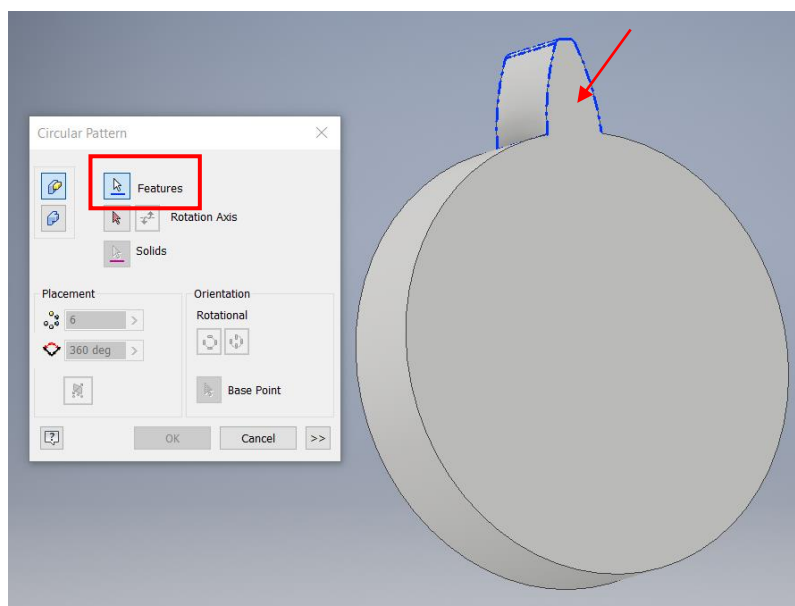 Circular Pattern
Features
Rotation Axis
Solids
Placement
6
360 deg
Orientation
Rotational
Base Point
?
OK
Cancel
>>